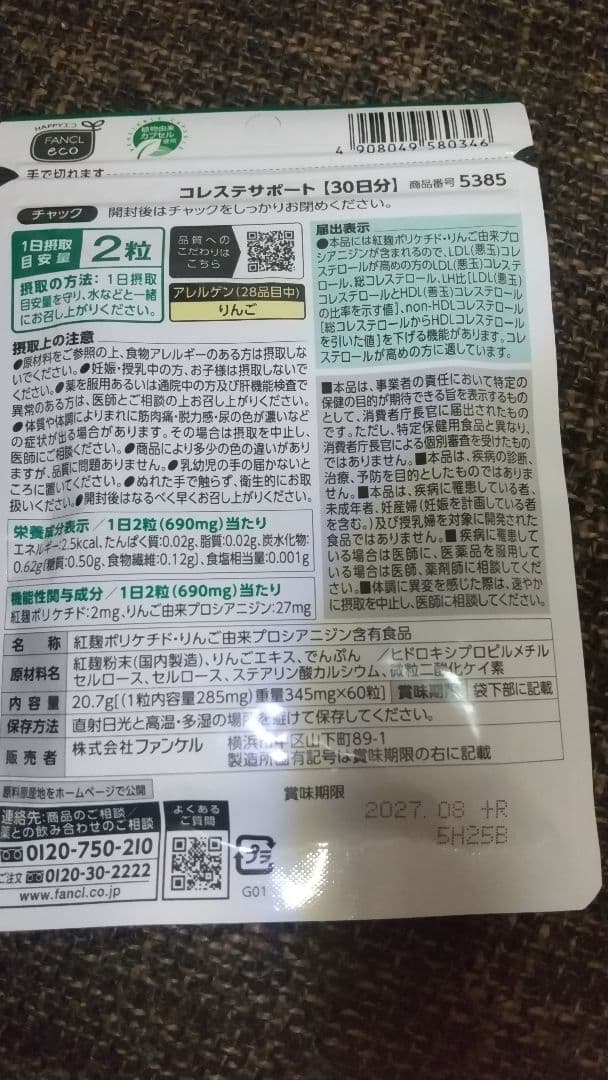 HAPPYエコ
FANCL
eco
植物由来
カプセル
使用
4 908049 580346
手で切れます
コレステサポート【30日分】 商品番号 5385
チャック 開封後はチャックをしっかりお閉めください。
1日摂取
目安量 2粒
摂取の方法：1日摂取
目安量を守り、水などと一緒
にお召し上がりください。
品質への
こだわりは
こちら
アレルゲン(28品目中)
りんご
届出表示
●本品には紅麹ポリケチド・りんご由来プロ
シアニジンが含まれるので、LDL(悪玉)コレ
ステロールが高めの方のLDL(悪玉)コレステ
ロール、総コレステロール、LH比[LDL(悪玉)
コレステロールとHDL(善玉)コレステロール
の比率を示す値]、non-HDLコレステロール
[総コレステロールからHDLコレステロール
を引いた値]を下げる機能があります。コレ
ステロールが高めの方に適しています。
摂取上の注意
●原材料をご参照の上、食物アレルギーのある方は摂取しな
いでください。●妊娠・授乳中の方、お子様は摂取しないで
ください。●薬を服用あるいは通院中の方及び肝機能検査で
異常のある方は、医師とご相談の上お召し上がりください。
●体質や体調によりまれに筋肉痛・脱力感・尿の色が濃いなど
の症状が出る場合があります。その場合は摂取を中止し、
医師にご相談ください。●商品により多少の色の違いがあり
ますが、品質に問題ありません。●乳幼児の手の届かないと
ころに置いてください。●ぬれた手で触らず、衛生的にお取
扱いください。●開封後はなるべく早くお召し上がりください。
■本品は、事業者の責任において特定の
保健の目的が期待できる旨を表示するもの
として、消費者庁長官に届出されたもの
です。ただし、特定保健用食品と異なり、
消費者庁長官による個別審査を受けたもの
ではありません。■本品は、疾病の診断、
治療、予防を目的としたものではありま
せん。■本品は、疾病に罹患している者、
未成年者、妊産婦(妊娠を計画している者
を含む。)及び授乳婦を対象に開発された
食品ではありません。■疾病に罹患して
いる場合は医師に、医薬品を服用して
いる場合は医師、薬剤師に相談してくだ
さい。■体調に異変を感じた際は、速やか
に摂取を中止し、医師に相談してください。
栄養成分表示／1日2粒(690mg)当たり
エネルギー:2.5kcal、たんぱく質:0.02g、脂質:0.02g、炭水化物:
0.62g(糖質:0.50g、食物繊維:0.12g)、食塩相当量:0.001g
機能性関与成分／1日2粒(690mg)当たり
紅麹ポリケチド:2mg、りんご由来プロシアニジン:27mg
名称 紅麹ポリケチド・りんご由来プロシアニジン含有食品
原材料名 紅麹粉末(国内製造)、りんごエキス、でんぷん ／ヒドロキシプロピルメチル
セルロース、セルロース、ステアリン酸カルシウム、微粒二酸化ケイ素
内容量 20.7g[(1粒内容量285mg)重量345mg×60粒] 賞味期限 袋下部に記載
保存方法 直射日光と高温・多湿の場所を避けて保存してください。
販売者 株式会社ファンケル 横浜市中区山下町89-1
製造所固有記号は賞味期限の右に記載
原料原産地をホームページで公開
連絡先:商品のご相談/
薬との飲み合わせのご相談
0120-750-210
ご注文 0120-30-2222
www.fancl.co.jp
よくある
ご質問
プラ
G01
賞味期限
2027.08 +R
5H25B